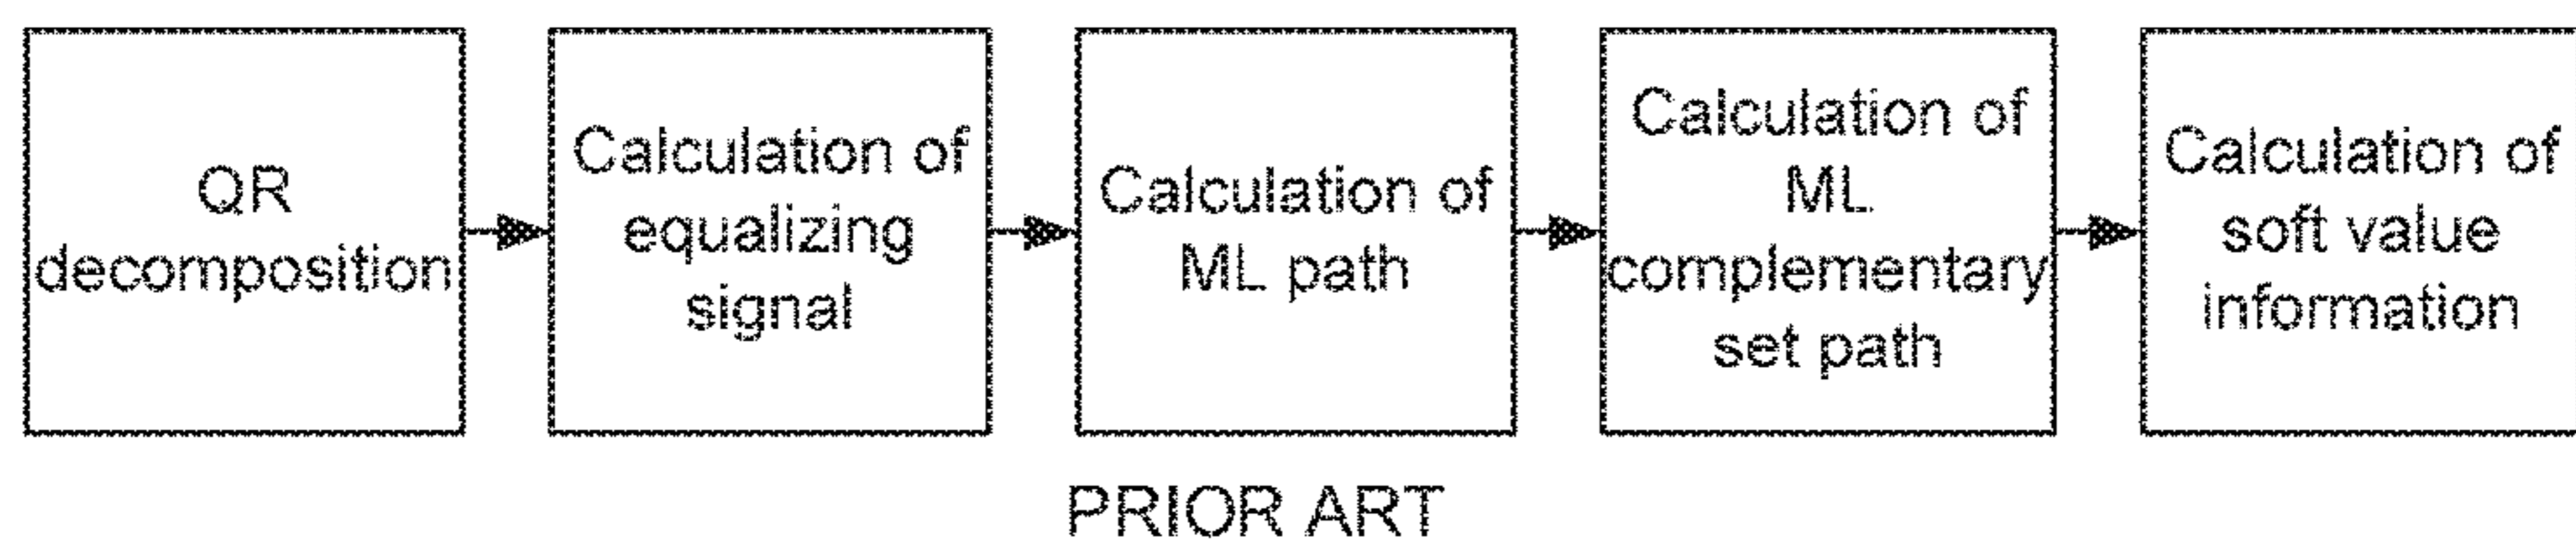 QR
decomposition
Calculation of
equalizing
signal
Calculation of
ML path
Calculation of
ML
complementary
set path
Calculation of
soft value
information
PRIOR ART